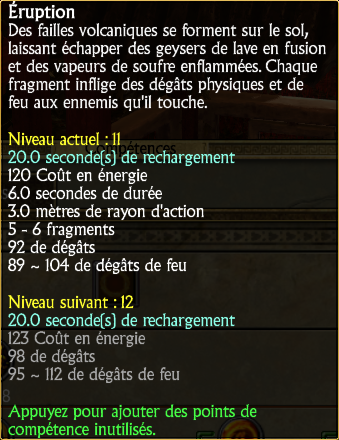 Éruption
Des failles volcaniques se forment sur le sol,
laissant échapper des geysers de lave en fusion
et des vapeurs de soufre enflammées. Chaque
fragment inflige des dégâts physiques et de
feu aux ennemis qu'il touche.
Niveau actuel : 11
Compétences
20.0 seconde(s) de rechargement
120 Coût en énergie
6.0 secondes de durée
3.0 mètres de rayon d'action
5 - 6 fragments
92 de dégâts
89 ~ 104 de dégâts de feu
Niveau suivant : 12
20.0 seconde(s) de rechargement
123 Coût en énergie
98 de dégâts
95 ~ 112 de dégâts de feu
Appuyez pour ajouter des points de
compétence inutilisés.